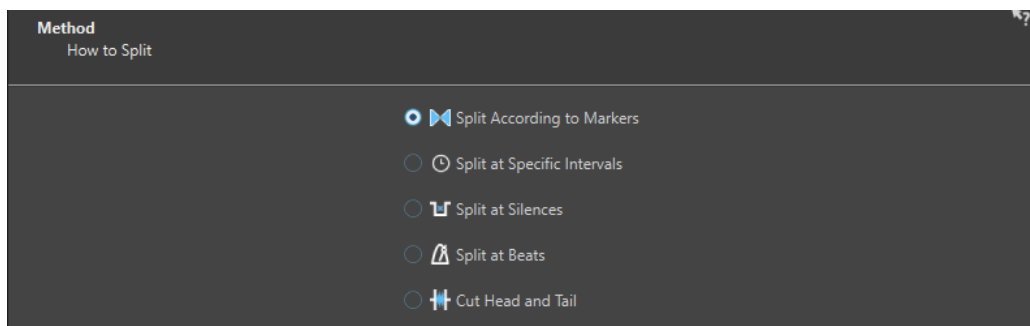 Method
How to Split
Split According to Markers
Split at Specific Intervals
Split at Silences
Split at Beats
Cut Head and Tail